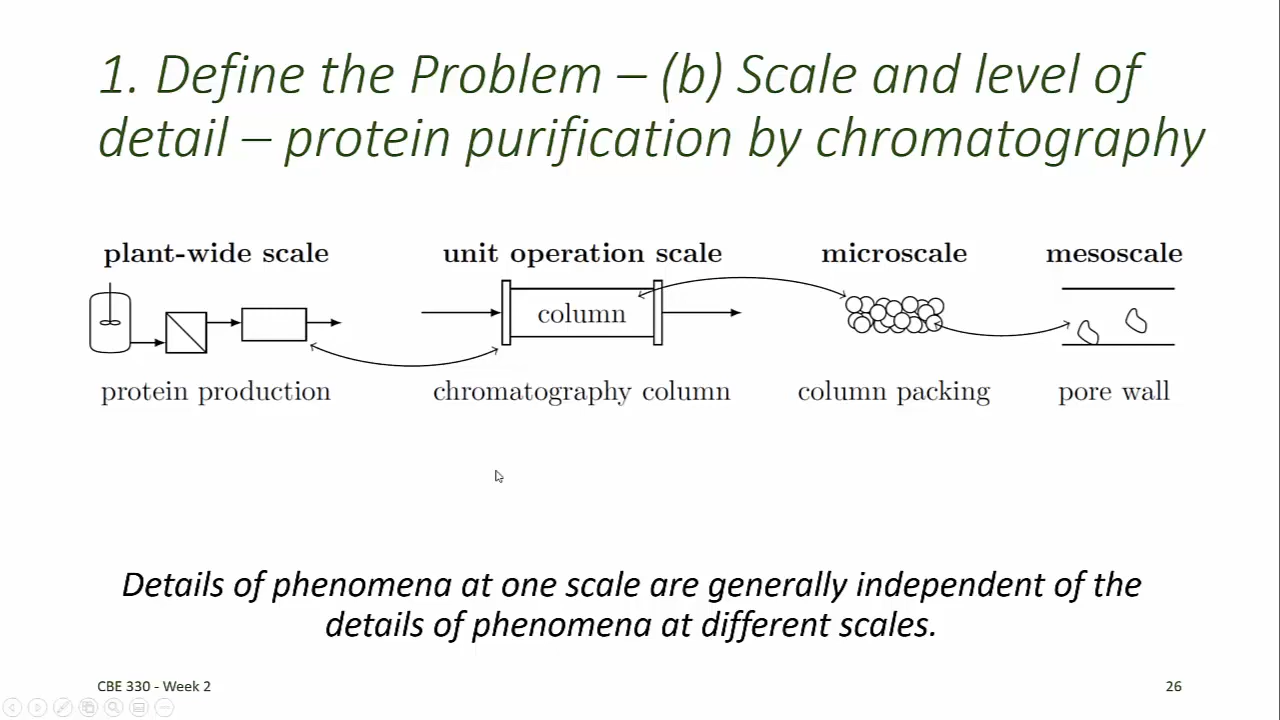 1. Define the Problem – (b) Scale and level of
detail – protein purification by chromatography
plant-wide scale
unit operation scale
microscale
mesoscale
column
protein production
chromatography column
column packing
pore wall
Details of phenomena at one scale are generally independent of the
details of phenomena at different scales.
CBE 330 - Week 2
26